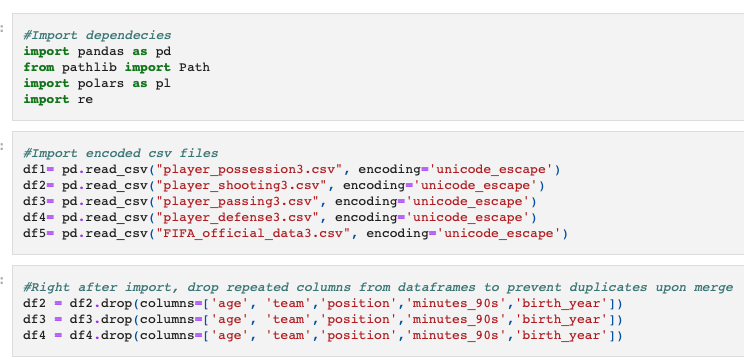 #Import dependecies
import pandas as pd
from pathlib import Path
import polars as pl
import re
#Import encoded csv files
df1= pd.read_csv("player_possession3.csv", encoding='unicode_escape')
df2= pd.read_csv("player_shooting3.csv", encoding='unicode_escape')
df3= pd.read_csv("player_passing3.csv", encoding='unicode_escape')
df4= pd.read_csv("player_defense3.csv", encoding='unicode_escape')
df5= pd.read_csv("FIFA_official_data3.csv", encoding='unicode_escape')
#Right after import, drop repeated columns from dataframes to prevent duplicates upon merge
df2 = df2.drop(columns=['age', 'team','position','minutes_90s','birth_year'])
df3 = df3.drop(columns=['age', 'team','position','minutes_90s','birth_year'])
df4 = df4.drop(columns=['age', 'team','position','minutes_90s','birth_year'])